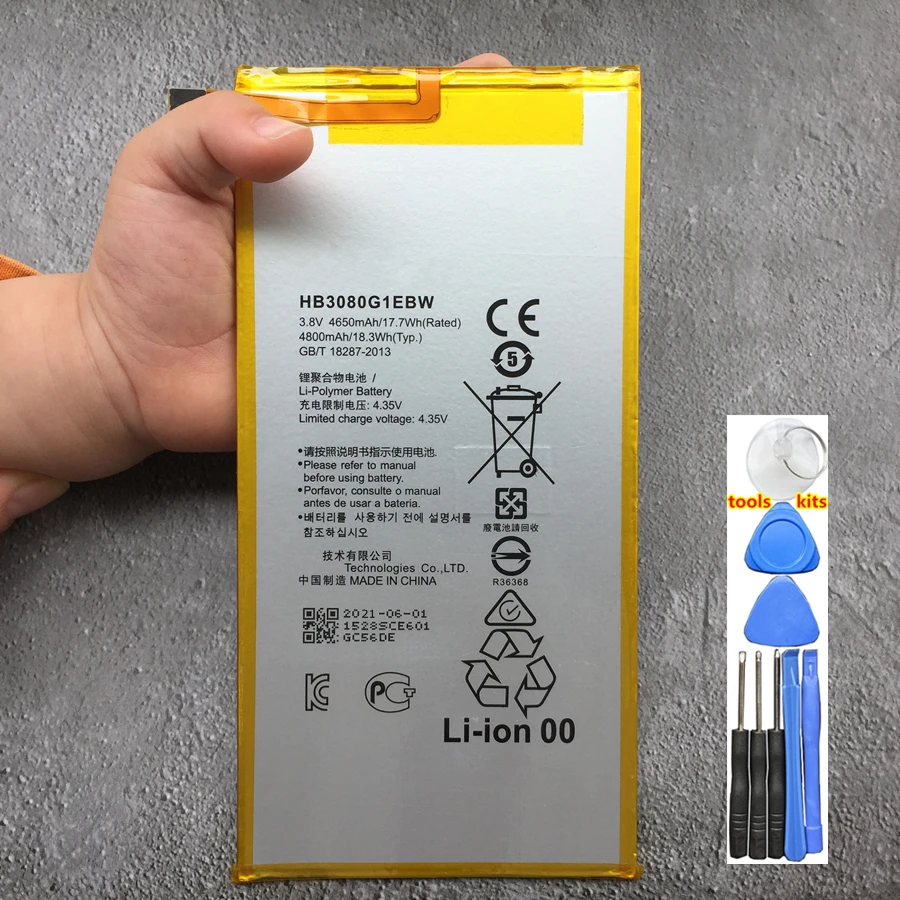 HB3080G1EBW
3.8V 4650mAh/17.7Wh(Rated)
4800mAh/18.3Wh(Typ.)
GB/T 18287-2013
锂聚合物电池 /
Li-Polymer Battery
充电限制电压: 4.35V
Limited charge voltage: 4.35V
•请按照说明书指示使用电池.
•Please refer to manual
before using battery.
•Porfavor, consulte o manual
antes de usar a bateria.
•배터리를 사용하기 전에 설명서를
참조하십시오
技术有限公司
Technologies Co.,LTD.
中国制造 MADE IN CHINA
2021-06-01
1528SCE601
GC56DE
CE
5
廢電池請回收
R36368
Li-ion 00
tools kits